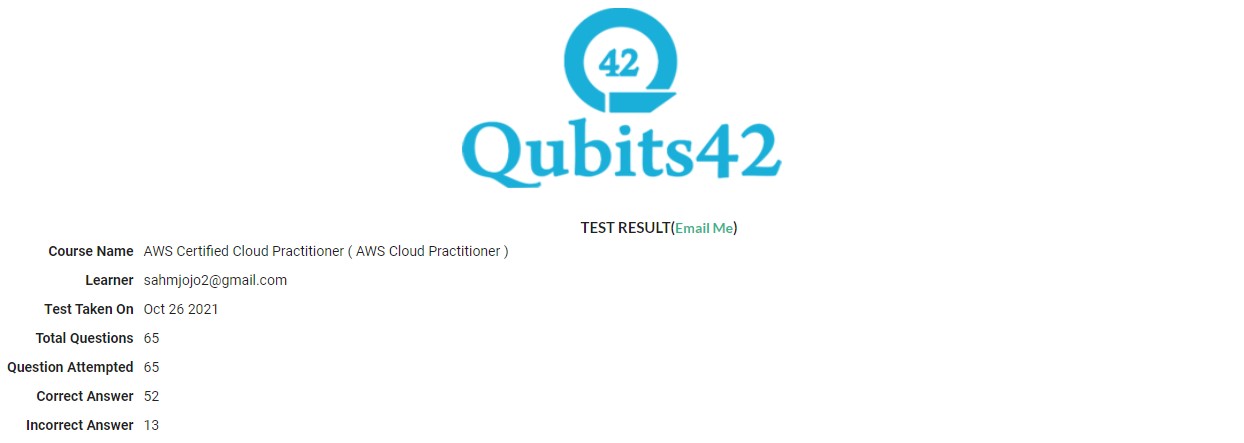 42
Qubits42
TEST RESULT(Email Me)
Course Name AWS Certified Cloud Practitioner ( AWS Cloud Practitioner )
Learner sahmjojo2@gmail.com
Test Taken On Oct 26 2021
Total Questions 65
Question Attempted 65
Correct Answer 52
Incorrect Answer 13